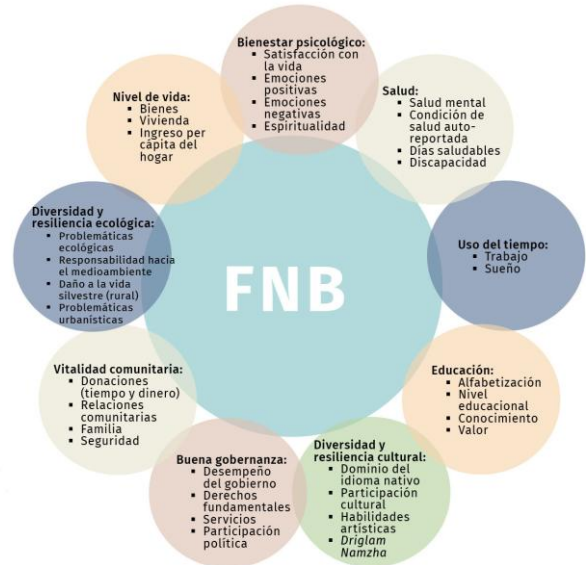 Bienestar psicológico:
▪ Satisfacción con
la vida
▪ Emociones
positivas
▪ Emociones
negativas
▪ Espiritualidad
Salud:
▪ Salud mental
▪ Condición de
salud auto-
reportada
▪ Días saludables
▪ Discapacidad
Uso del tiempo:
▪ Trabajo
▪ Sueño
Educación:
▪ Alfabetización
▪ Nivel
educacional
▪ Conocimiento
▪ Valor
Diversidad y
resiliencia cultural:
▪ Dominio del
idioma nativo
▪ Participación
cultural
▪ Habilidades
artísticas
▪ Driglam
Namzha
Buena gobernanza:
▪ Desempeño
del gobierno
▪ Derechos
fundamentales
▪ Servicios
▪ Participación
política
Vitalidad comunitaria:
▪ Donaciones
(tiempo y dinero)
▪ Relaciones
comunitarias
▪ Familia
▪ Seguridad
Diversidad y
resiliencia ecológica:
▪ Problemáticas
ecológicas
▪ Responsabilidad hacia
el medioambiente
▪ Daño a la vida
silvestre (rural)
▪ Problemáticas
urbanísticas
Nivel de vida:
▪ Bienes
▪ Vivienda
▪ Ingreso per
cápita del
hogar
FNB